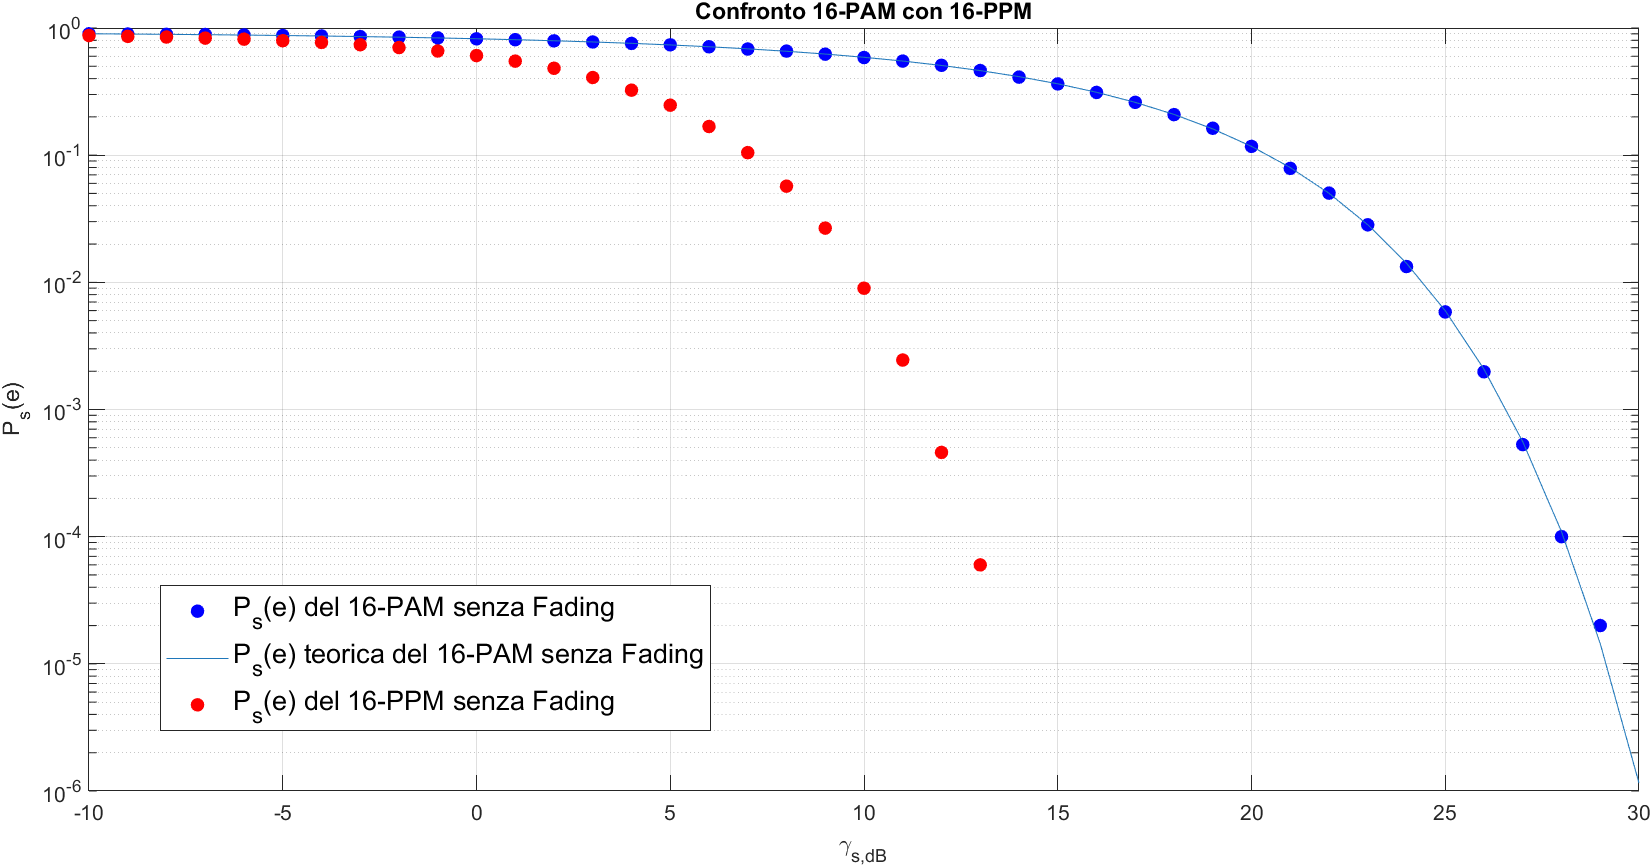 Confronto 16-PAM con 16-PPM
10^0
10^-1
10^-2
10^-3
10^-4
10^-5
10^-6
P_s(e)
P_s(e) del 16-PAM senza Fading
P_s(e) teorica del 16-PAM senza Fading
P_s(e) del 16-PPM senza Fading
-10 -5 0 5 10 15 20 25 30
γ_s,dB